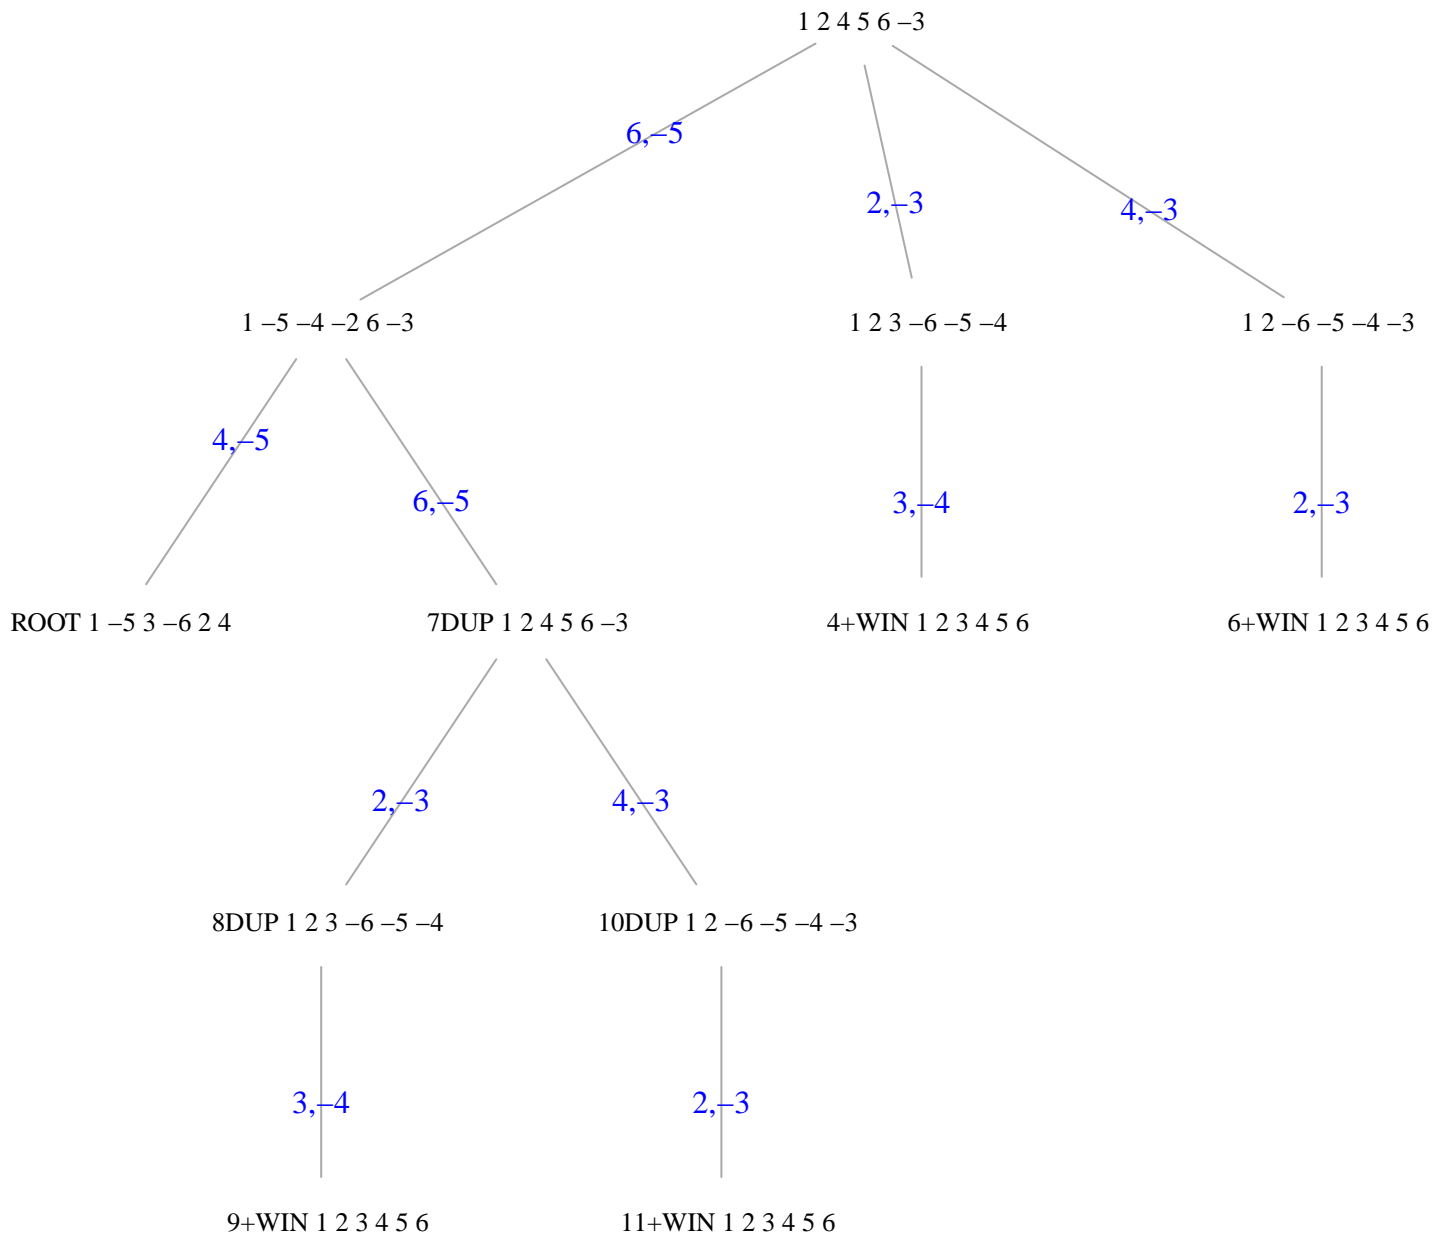 1 2 4 5 6 –3
6,–5
2,–3
4,–3
1 –5 –4 –2 6 –3
1 2 3 –6 –5 –4
1 2 –6 –5 –4 –3
4,–5
6,–5
3,–4
2,–3
ROOT 1 –5 3 –6 2 4
7DUP 1 2 4 5 6 –3
4+WIN 1 2 3 4 5 6
6+WIN 1 2 3 4 5 6
2,–3
4,–3
8DUP 1 2 3 –6 –5 –4
10DUP 1 2 –6 –5 –4 –3
3,–4
2,–3
9+WIN 1 2 3 4 5 6
11+WIN 1 2 3 4 5 6